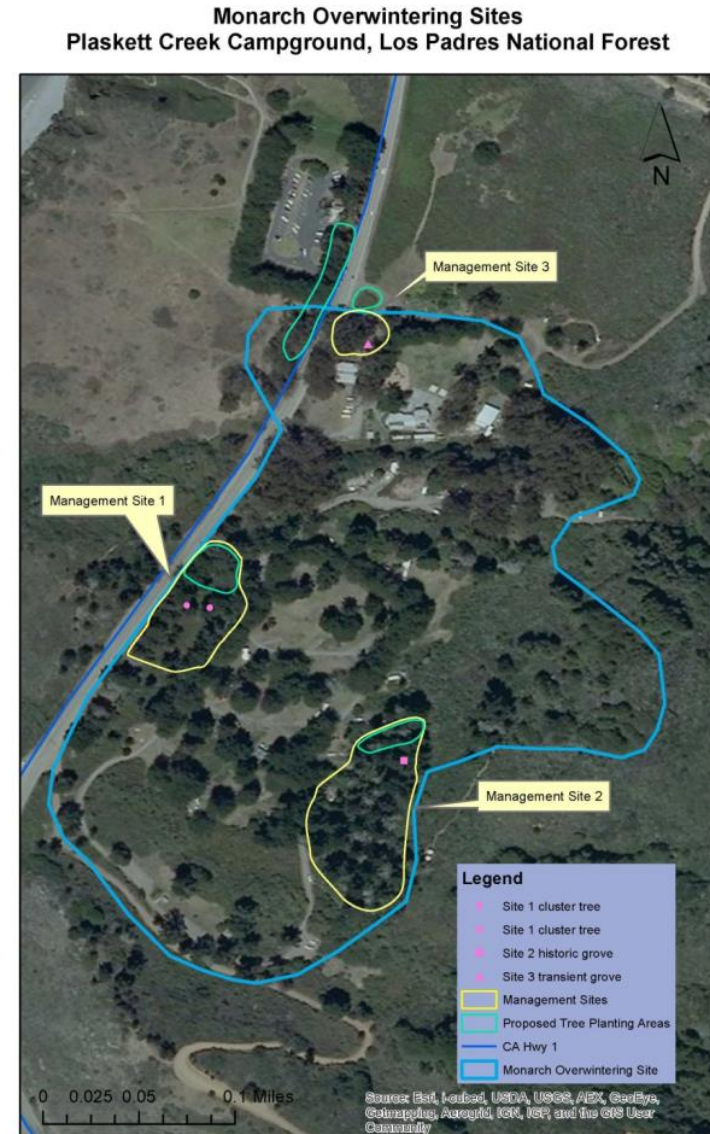 Monarch Overwintering Sites
Plaskett Creek Campground, Los Padres National Forest
N
Management Site 3
Management Site 1
Management Site 2
Legend
Site 1 cluster tree
Site 1 cluster tree
Site 2 historic grove
Site 3 transient grove
Management Sites
Proposed Tree Planting Areas
CA Hwy 1
Monarch Overwintering Site
0 0.025 0.05 0.1 Miles
Source: Esri, i-cubed, USDA, USGS, AEX, GeoEye,
Getmapping, Aerogrid, IGN, IGP, and the GIS User
Community